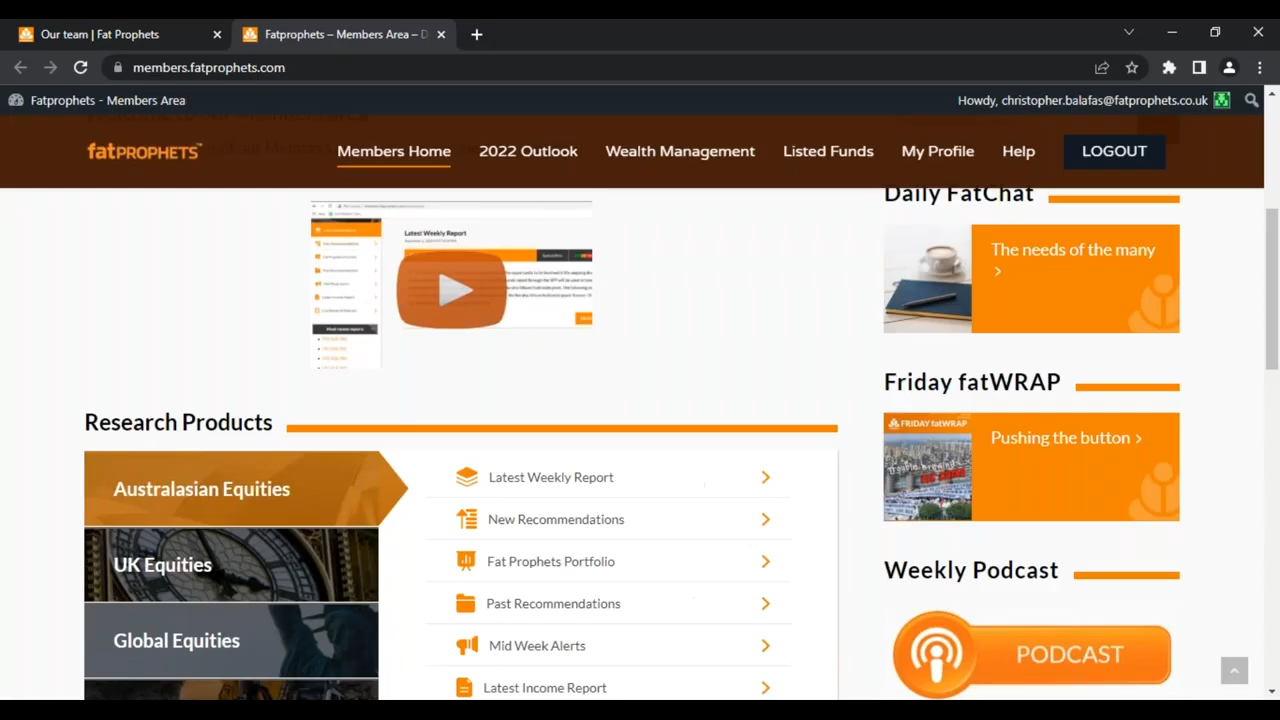 Our team | Fat Prophets
Fatprophets – Members Area – D
members.fatprophets.com
Fatprophets - Members Area
Howdy, christopher.balafas@fatprophets.co.uk
fatPROPHETS™
Members Home
2022 Outlook
Wealth Management
Listed Funds
My Profile
Help
LOGOUT
Latest Weekly Report
Daily FatChat
The needs of the many
Research Products
Australasian Equities
UK Equities
Global Equities
Latest Weekly Report
New Recommendations
Fat Prophets Portfolio
Past Recommendations
Mid Week Alerts
Latest Income Report
Friday fatWRAP
FRIDAY fatWRAP
Pushing the button
Weekly Podcast
PODCAST